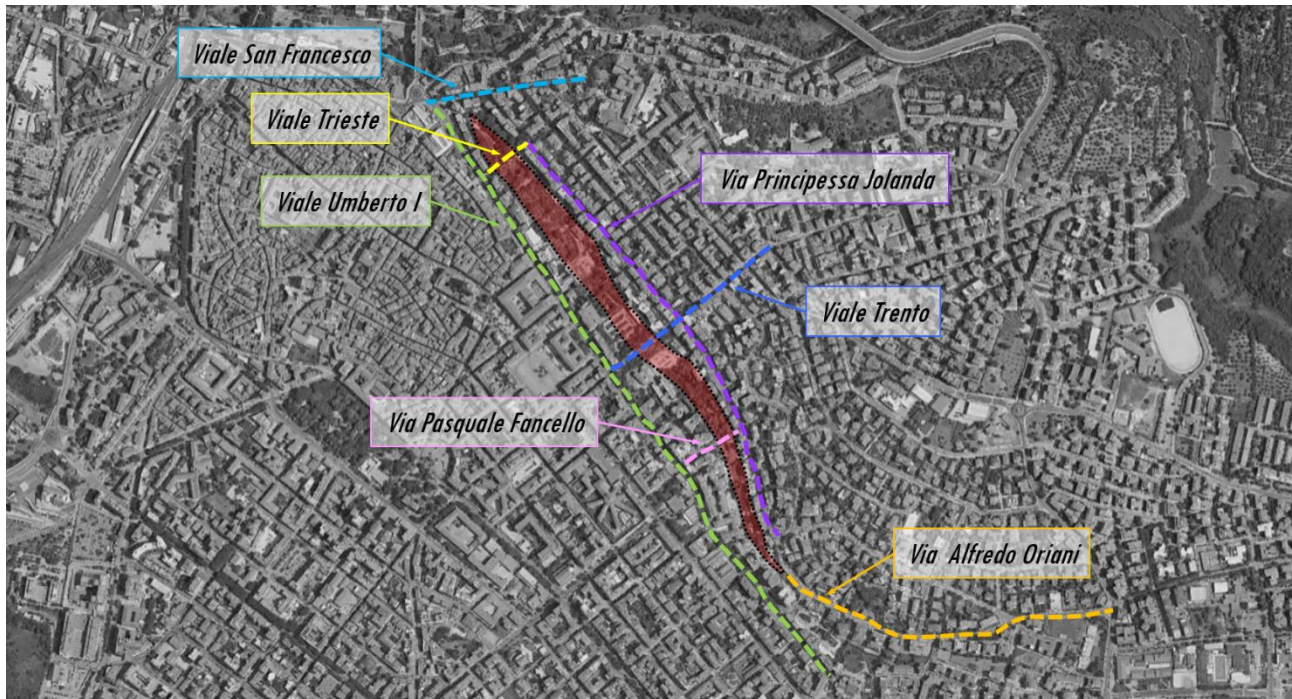 Viale San Francesco
Viale Trieste
Via Principessa Jolanda
Viale Umberto I
Viale Trento
Via Pasquale Fancello
Via Alfredo Oriani